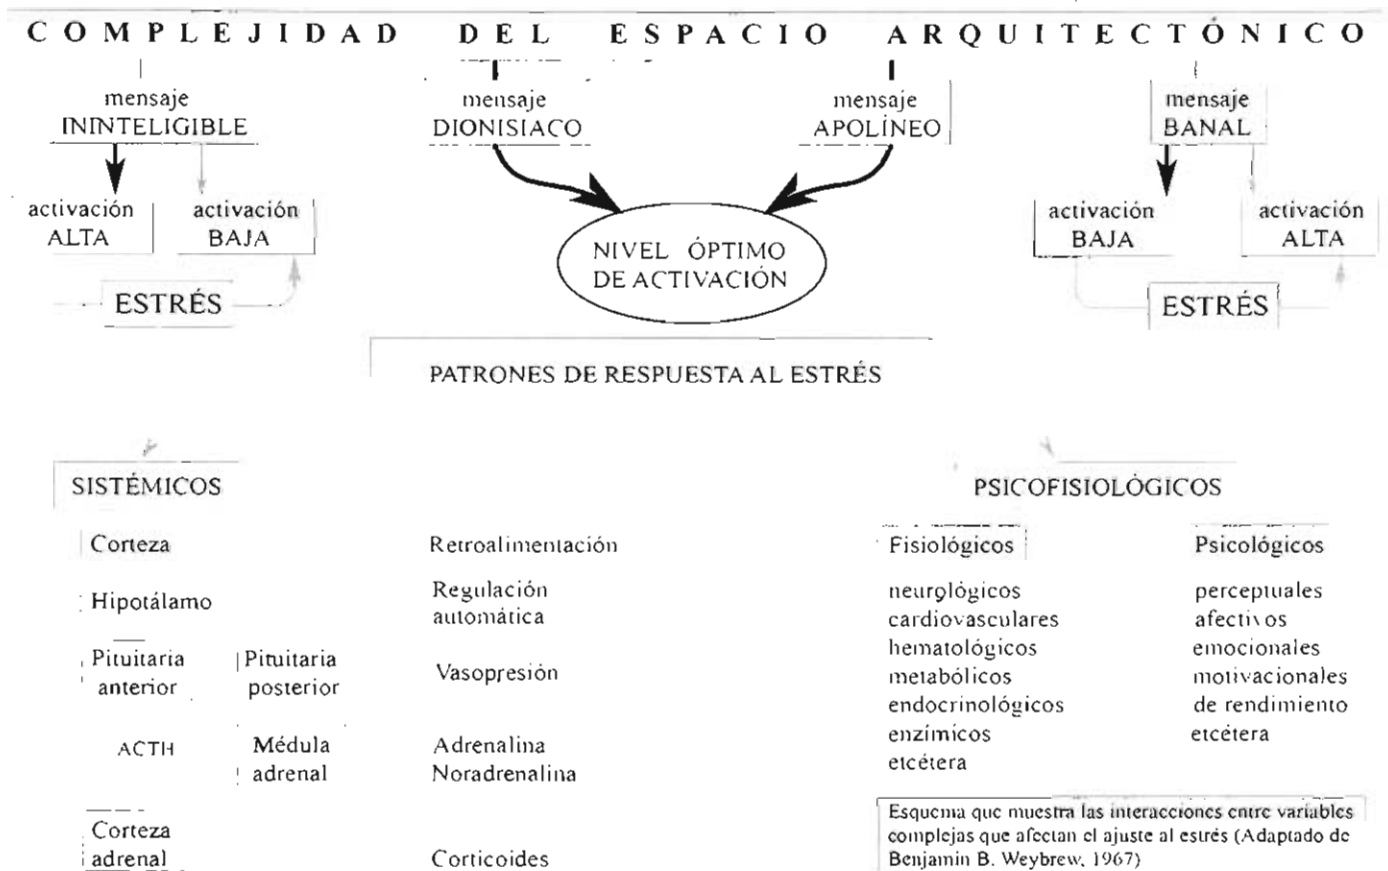 COMPLEJIDAD DEL ESPACIO ARQUITECTÓNICO
mensaje
ININTELIGIBLE
mensaje
DIONISIACO
mensaje
APOLÍNEO
mensaje
BANAL
activación
ALTA
activación
BAJA
NIVEL ÓPTIMO
DE ACTIVACIÓN
activación
BAJA
activación
ALTA
ESTRÉS
ESTRÉS
PATRONES DE RESPUESTA AL ESTRÉS
SISTÉMICOS
Corteza
Retroalimentación
Hipotálamo
Regulación
automática
Pituitaria
anterior
Pituitaria
posterior
Vasopresión
ACTH
Médula
adrenal
Adrenalina
Noradrenalina
Corteza
adrenal
Corticoides
PSICOFISIOLÓGICOS
Fisiológicos
neurológicos
cardiovasculares
hematológicos
metabólicos
endocrinológicos
enzímicos
etcétera
Psicológicos
perceptuales
afectivos
emocionales
motivacionales
de rendimiento
etcétera
Esquema que muestra las interacciones entre variables
complejas que afectan el ajuste al estrés (Adaptado de
Benjamin B. Weybrew, 1967)